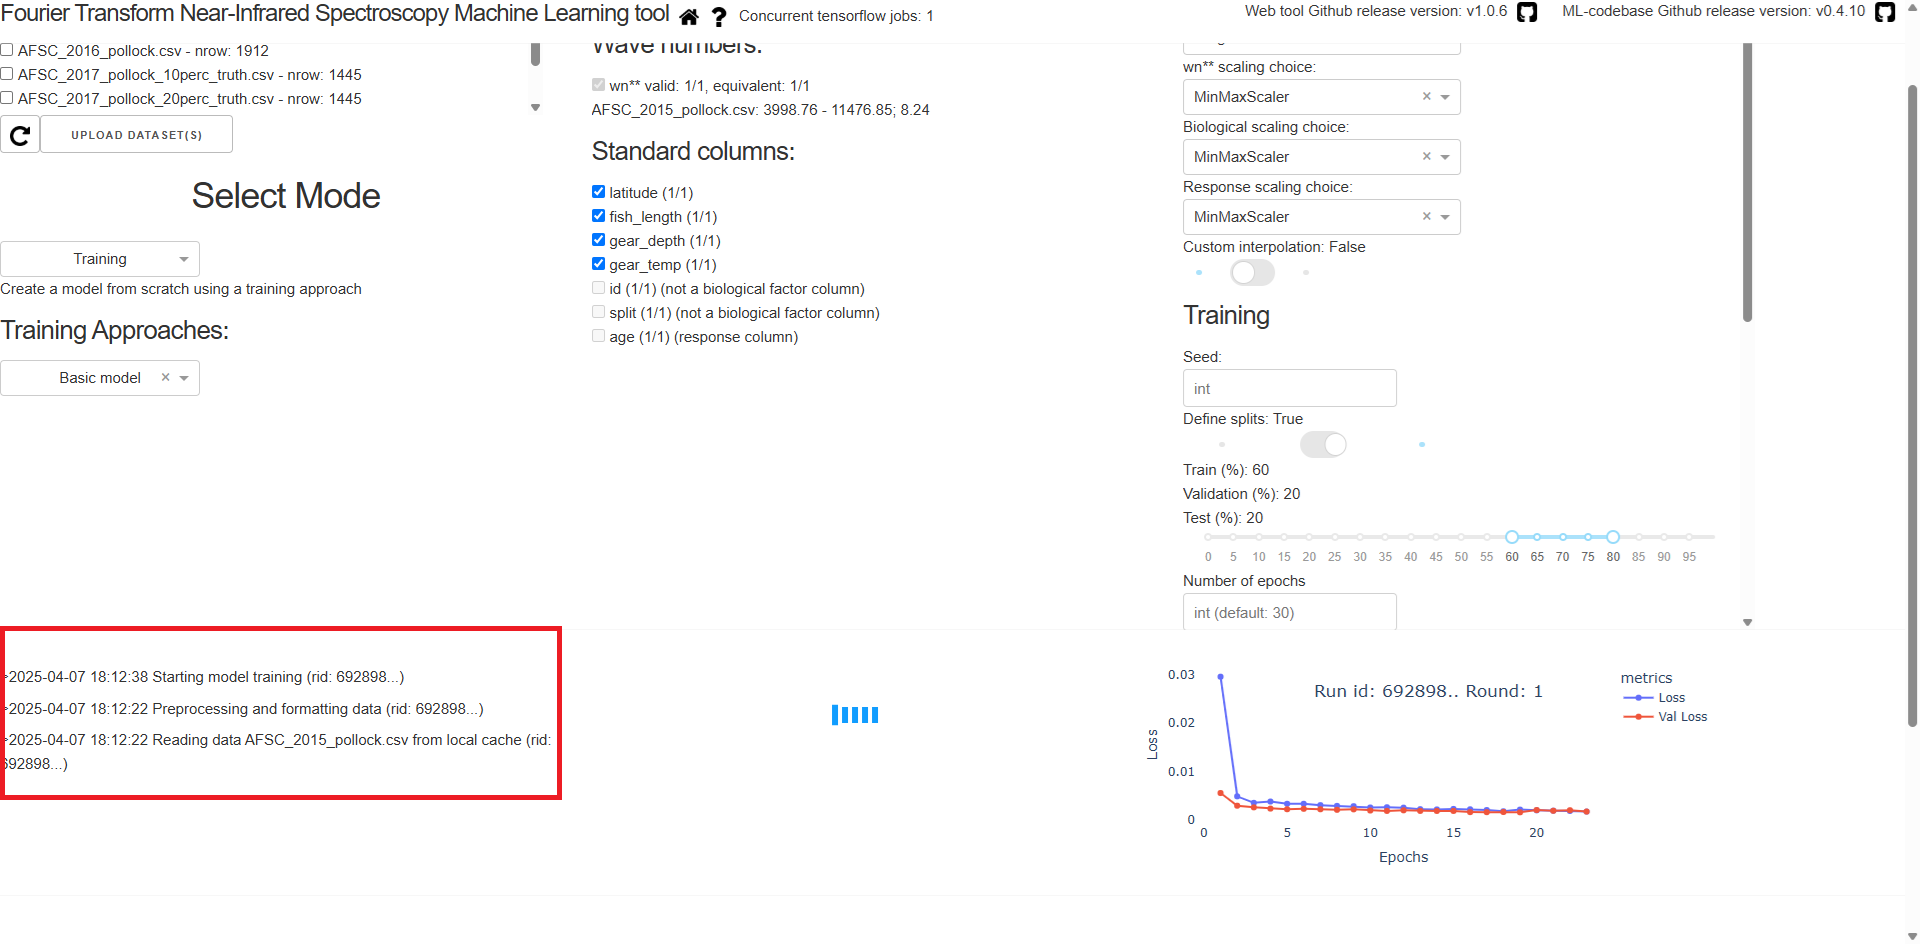 Fourier Transform Near-Infrared Spectroscopy Machine Learning tool
Concurrent tensorflow jobs: 1
Web tool Github release version: v1.0.6
ML-codebase Github release version: v0.4.10
AFSC_2016_pollock.csv - nrow: 1912
AFSC_2017_pollock_10perc_truth.csv - nrow: 1445
AFSC_2017_pollock_20perc_truth.csv - nrow: 1445
UPLOAD DATASET(S)
Select Mode
Training
Create a model from scratch using a training approach
Training Approaches:
Basic model
Wave numbers:
wn** valid: 1/1, equivalent: 1/1
AFSC_2015_pollock.csv: 3998.76 - 11476.85; 8.24
Standard columns:
latitude (1/1)
fish_length (1/1)
gear_depth (1/1)
gear_temp (1/1)
id (1/1) (not a biological factor column)
split (1/1) (not a biological factor column)
age (1/1) (response column)
wn** scaling choice:
MinMaxScaler
Biological scaling choice:
MinMaxScaler
Response scaling choice:
MinMaxScaler
Custom interpolation: False
Training
Seed:
int
Define splits: True
Train (%): 60
Validation (%): 20
Test (%): 20
0 5 10 15 20 25 30 35 40 45 50 55 60 65 70 75 80 85 90 95
Number of epochs
int (default: 30)
2025-04-07 18:12:38 Starting model training (rid: 692898...)
2025-04-07 18:12:22 Preprocessing and formatting data (rid: 692898...)
2025-04-07 18:12:22 Reading data AFSC_2015_pollock.csv from local cache (rid:
692898...)
Run id: 692898.. Round: 1
metrics
Loss
Val Loss
Loss
0.03
0.02
0.01
0
0 5 10 15 20
Epochs